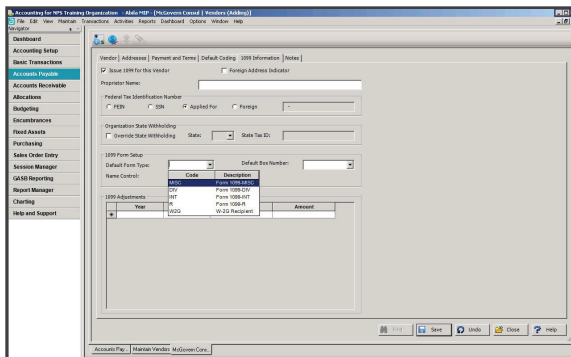 Accounting for NPS Training Organization - Abila MIP - [McGovern Consul | Vendors (Adding)]
File Edit View Maintain Transactions Activities Reports Dashboard Options Window Help
Navigator
Dashboard
Accounting Setup
Basic Transactions
Accounts Payable
Accounts Receivable
Allocations
Budgeting
Encumbrances
Fixed Assets
Purchasing
Sales Order Entry
Session Manager
GASB Reporting
Report Manager
Charting
Help and Support
Vendor | Addresses | Payment and Terms | Default Coding 1099 Information | Notes |
Issue 1099 for this Vendor Foreign Address Indicator
Proprietor Name:
Federal Tax Identification Number
FEIN SSN Applied For Foreign -
Organization State Withholding
Override State Withholding State: State Tax ID:
1099 Form Setup
Default Form Type: Default Box Number:
Name Control:
Code Description
MISC Form 1099-MISC
DIV Form 1099-DIV
INT Form 1099-INT
R Form 1099-R
W2G W-2G Recipient
1099 Adjustments
Year Amount
Find Save Undo Close Help
Accounts Pay... Maintain Vendors McGovern Cons...